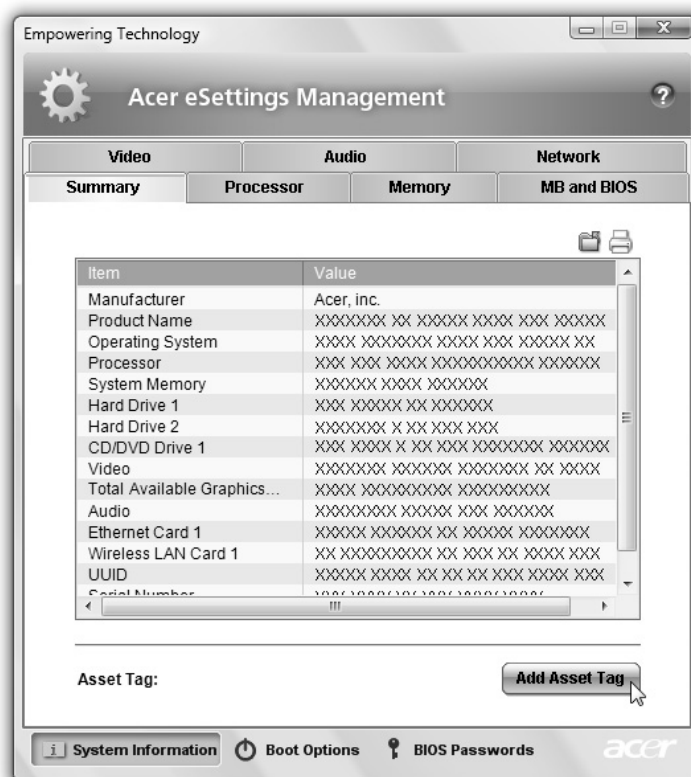 Empowering Technology
Acer eSettings Management
?
Video Audio Network
Summary Processor Memory MB and BIOS
Item Value
Manufacturer Acer, inc.
Product Name XXXXXXX XX XXXXX XXXX XXX XXXXX
Operating System XXXX XXXXXXX XXXX XXX XXXXX XX
Processor XXX XXX XXXX XXXXXXXXXX XXXXXX
System Memory XXXXXX XXXX XXXXXX
Hard Drive 1 XXX XXXXX XX XXXXXX
Hard Drive 2 XXXXXXX X XX XXX XXX
CD/DVD Drive 1 XXX XXXX X XX XXX XXXXXXX XXXXXX
Video XXXXXXX XXXXXX XXXXXXX XX XXXX
Total Available Graphics... XXXX XXXXXXXXX XXXXXXXXX
Audio XXXXXXXX XXXXX XXX XXXXXX
Ethernet Card 1 XXXXX XXXXXX XX XXXXX XXXXXXX
Wireless LAN Card 1 XX XXXXXXXXX XX XXX XX XXXX XXX
UUID XXXXX XXXX XX XX XX XXX XXXX XXX
Serial Number
Asset Tag: Add Asset Tag
i System Information Boot Options BIOS Passwords acer